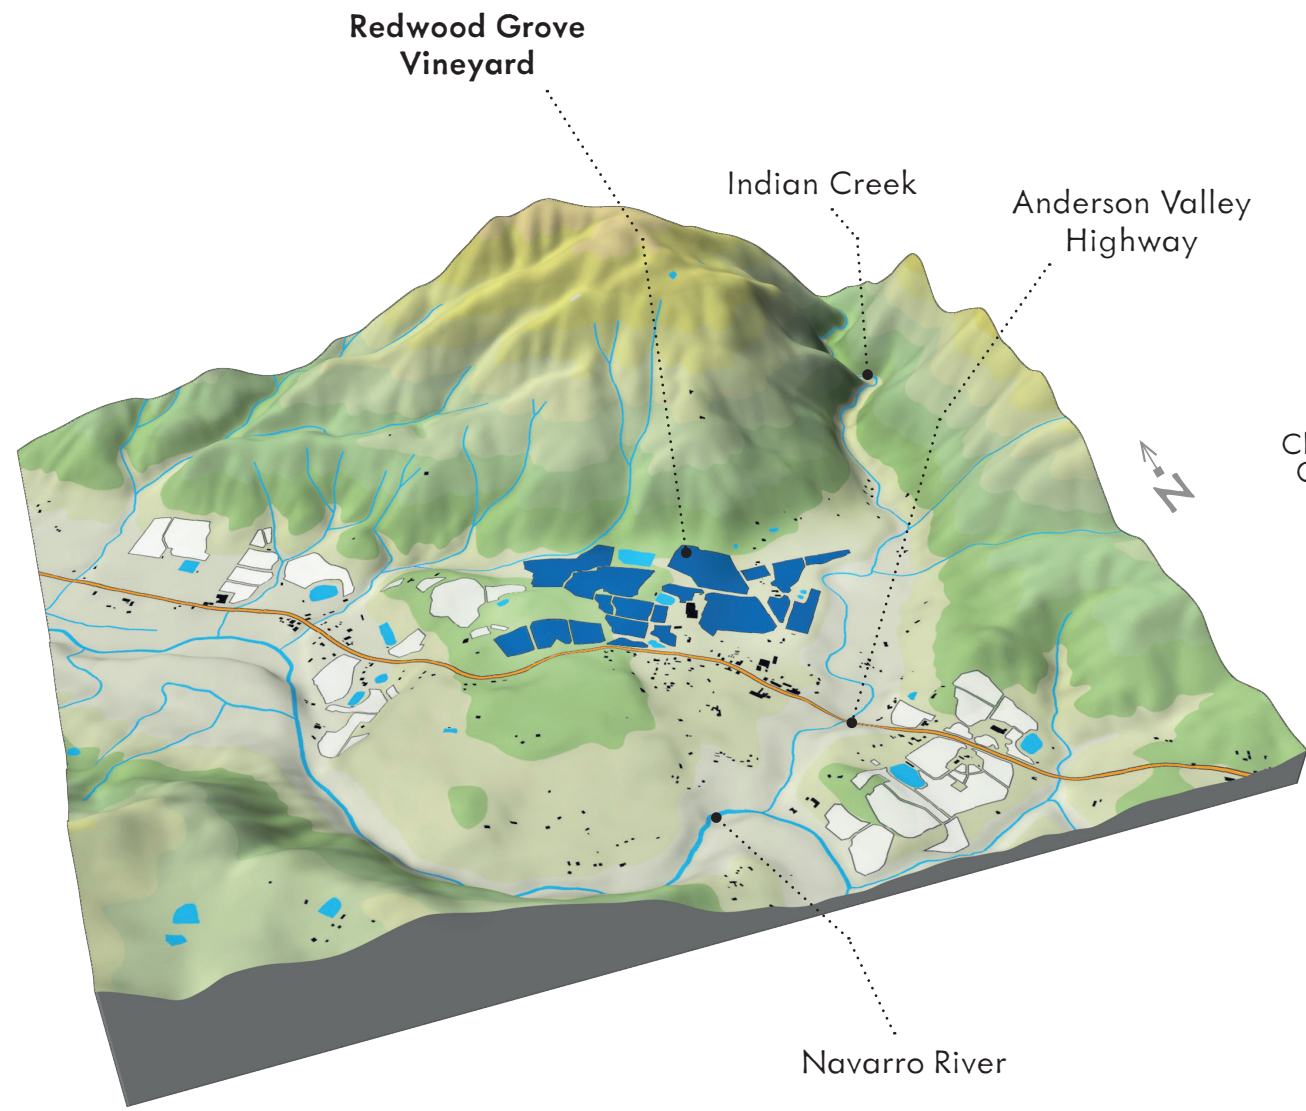 Redwood Grove
Vineyard
Indian Creek
Anderson Valley
Highway
N
Navarro River